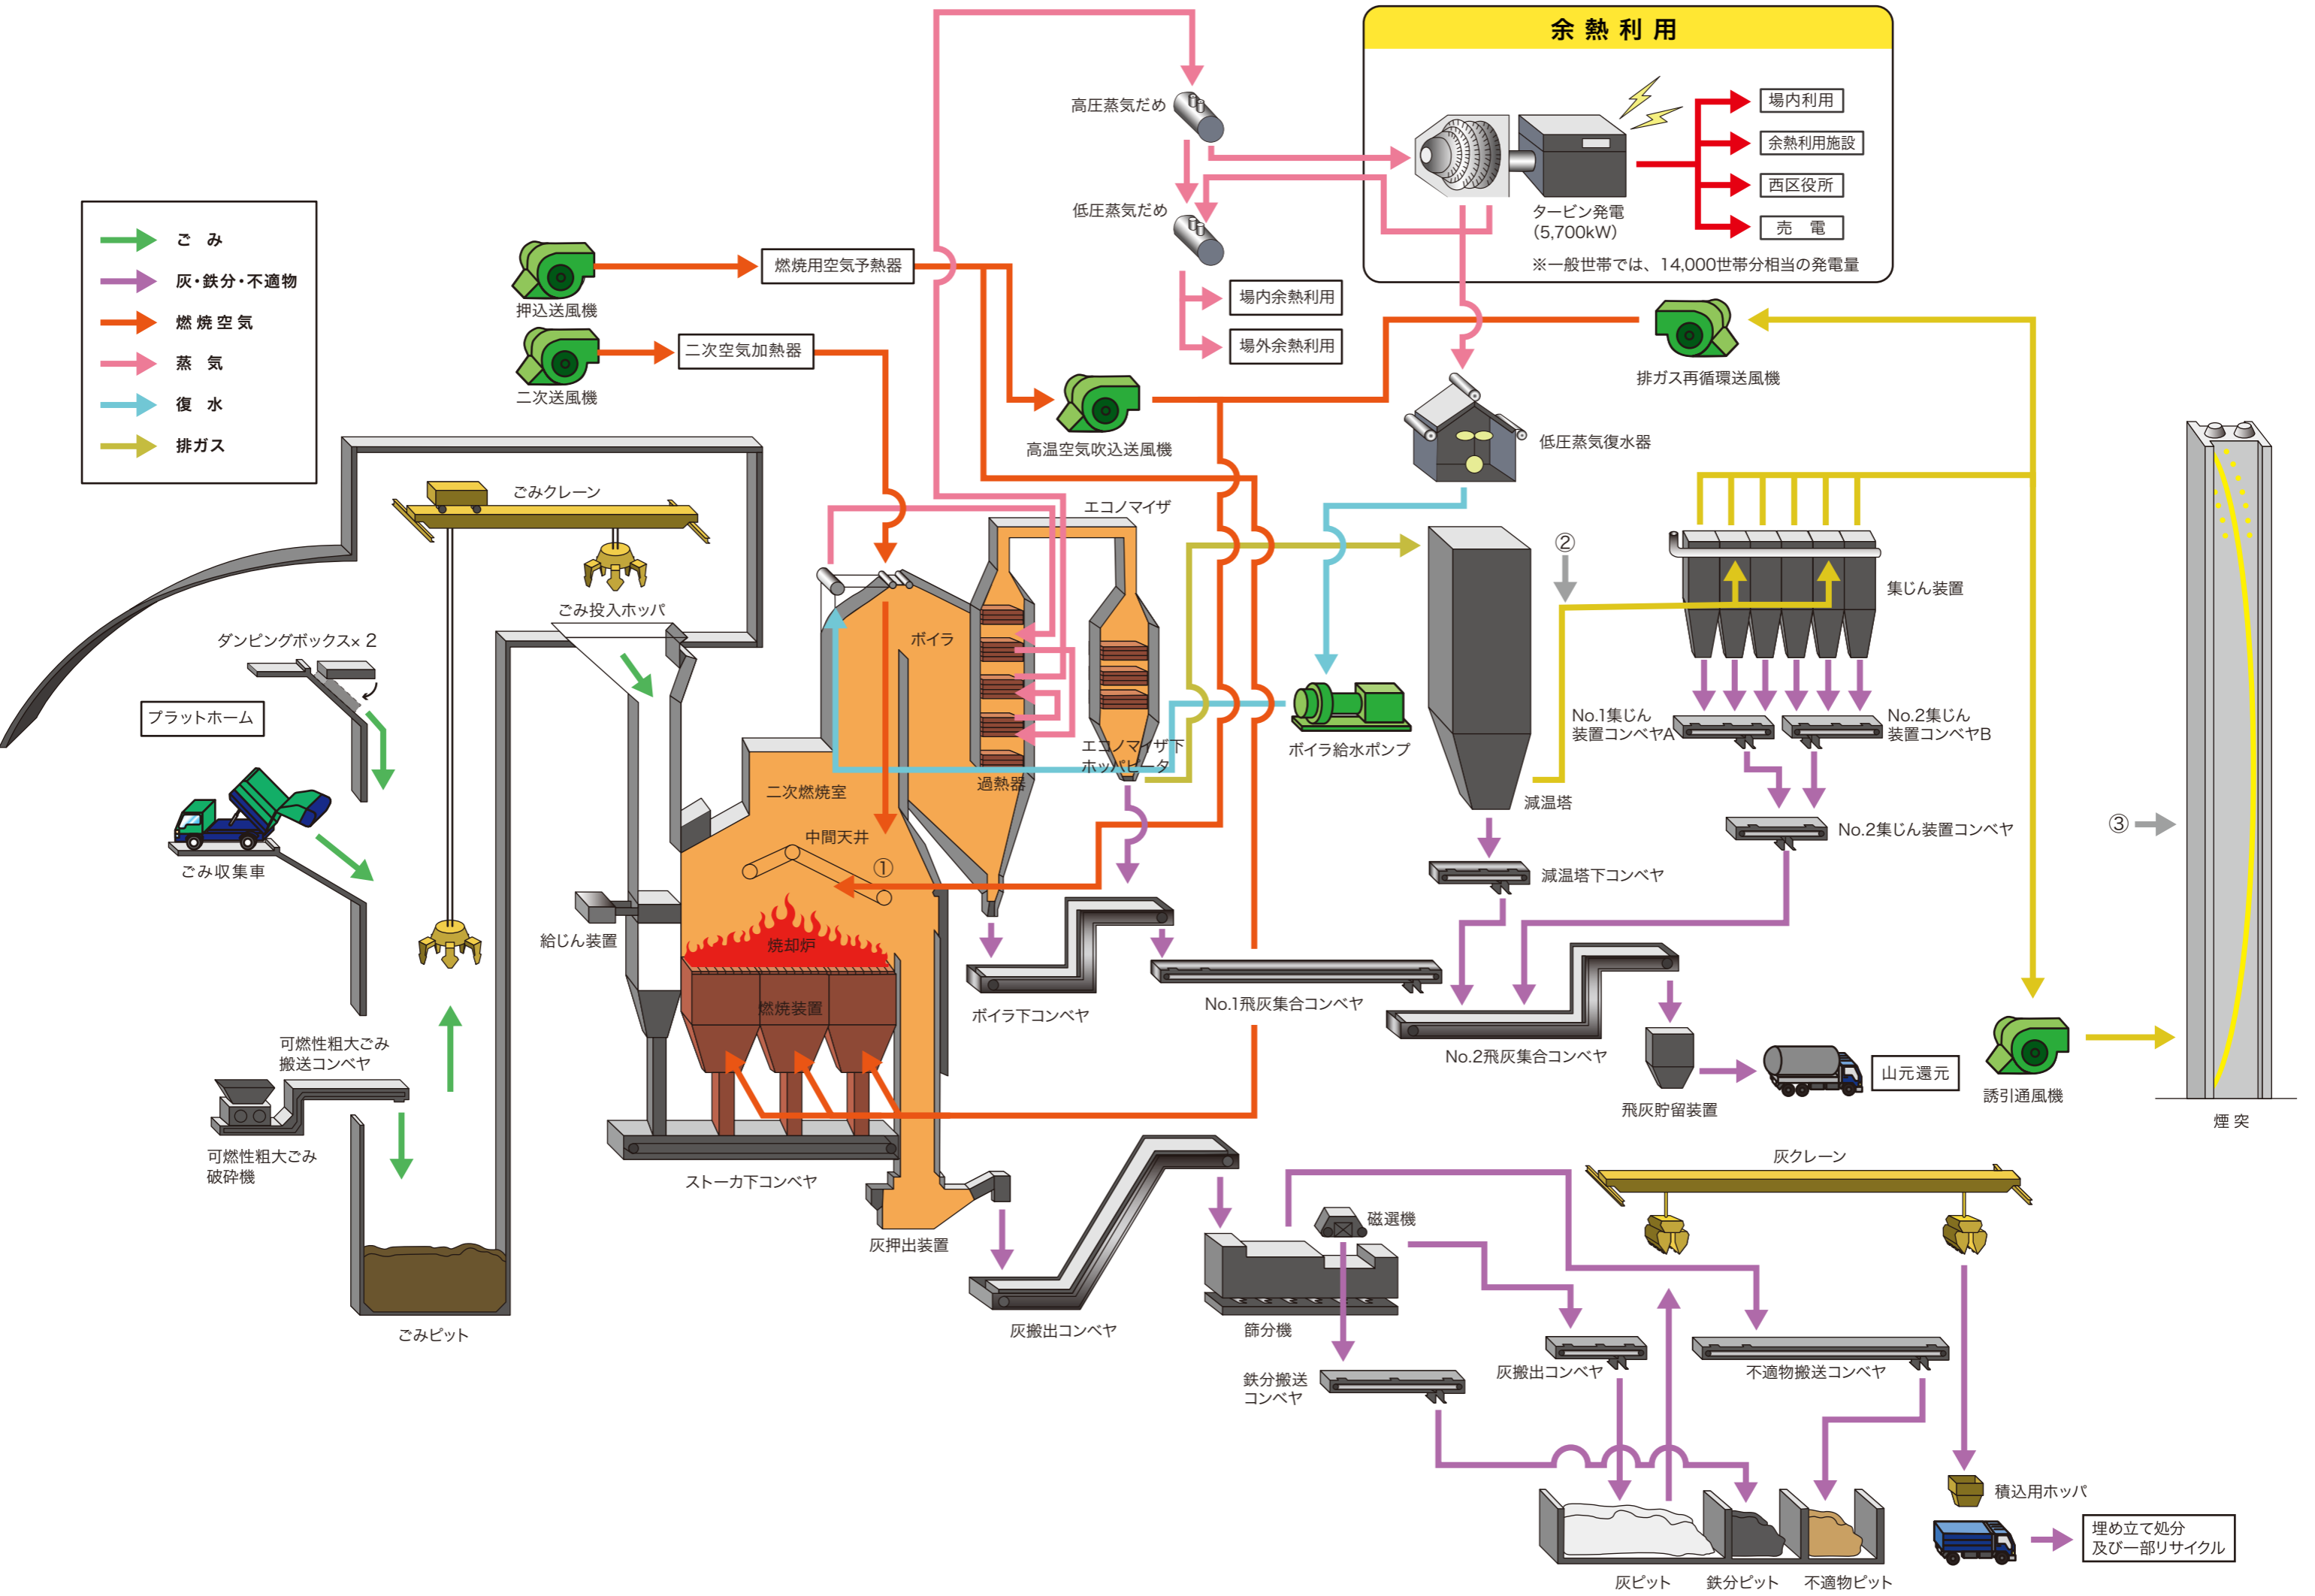 余熱利用
高圧蒸気だめ
場内利用
余熱利用施設
西区役所
売 電
低圧蒸気だめ
タービン発電
(5,700kW)
※一般世帯では、14,000世帯分相当の発電量
ご み
灰・鉄分・不適物
燃焼空気
蒸 気
復 水
排ガス
燃焼用空気予熱器
押込送風機
二次空気加熱器
二次送風機
場内余熱利用
場外余熱利用
排ガス再循環送風機
高温空気吹込送風機
低圧蒸気復水器
ごみクレーン
エコノマイザ
②
集じん装置
ごみ投入ホッパ
ダンピングボックス×2
ボイラ
プラットホーム
No.1集じん
装置コンベヤA
No.2集じん
装置コンベヤB
エコノマイザ下
ホッパヒータ
ボイラ給水ポンプ
過熱器
二次燃焼室
減温塔
中間天井
①
No.2集じん装置コンベヤ
③
ごみ収集車
減温塔下コンベヤ
給じん装置
焼却炉
燃焼装置
ボイラ下コンベヤ
No.1飛灰集合コンベヤ
No.2飛灰集合コンベヤ
可燃性粗大ごみ
搬送コンベヤ
山元還元
飛灰貯留装置
誘引通風機
煙突
可燃性粗大ごみ
破砕機
ストーカ下コンベヤ
灰クレーン
灰押出装置
磁選機
ごみピット
灰搬出コンベヤ
篩分機
鉄分搬送
コンベヤ
灰搬出コンベヤ
不適物搬送コンベヤ
積込用ホッパ
埋め立て処分
及び一部リサイクル
灰ピット
鉄分ピット
不適物ピット